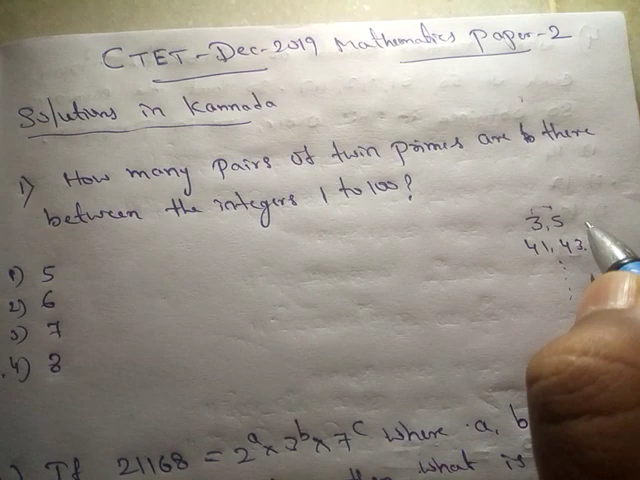 CTET-Dec-2019 Mathematics Paper-2
Solutions in Kannada
1) How many pairs of twin primes are there
between the integers 1 to 100?
3,5
41,43.
1) 5
2) 6
3) 7
4) 8
) If 21168 = 2^a × 3^b × 7^c where a, b
then what is